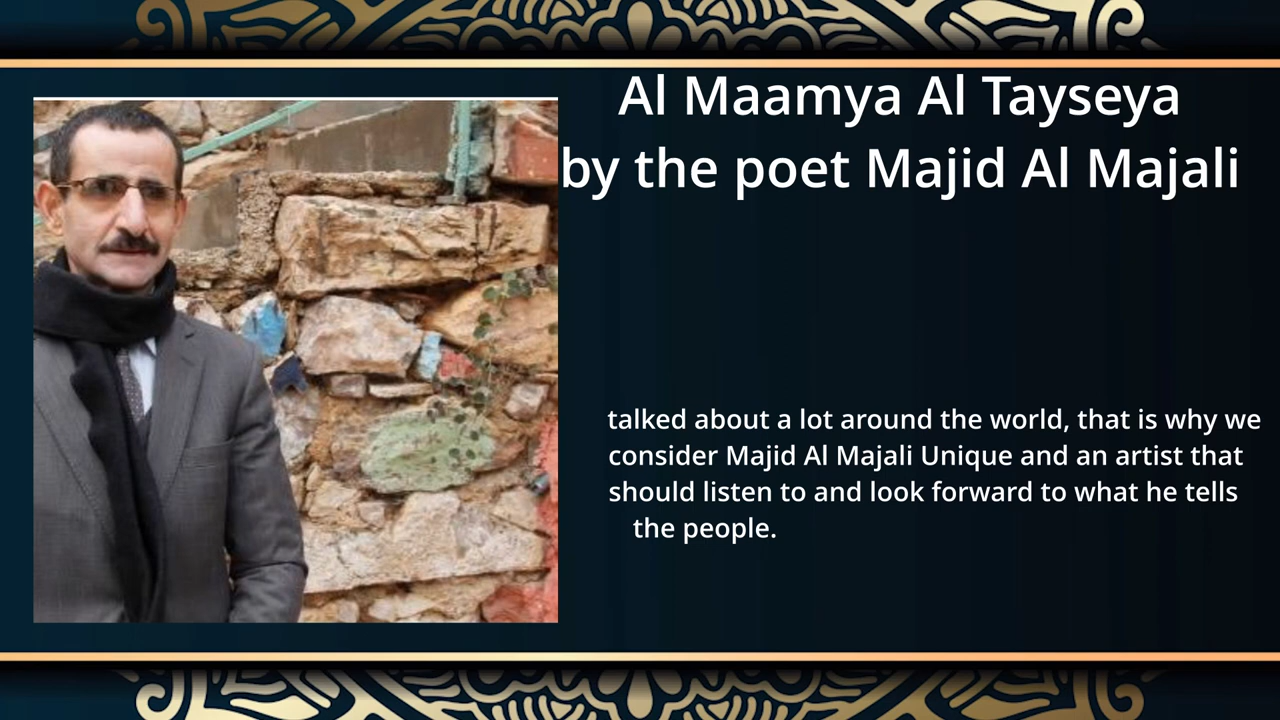 Al Maamya Al Tayseya
by the poet Majid Al Majali
talked about a lot around the world, that is why we
consider Majid Al Majali Unique and an artist that
should listen to and look forward to what he tells
the people.